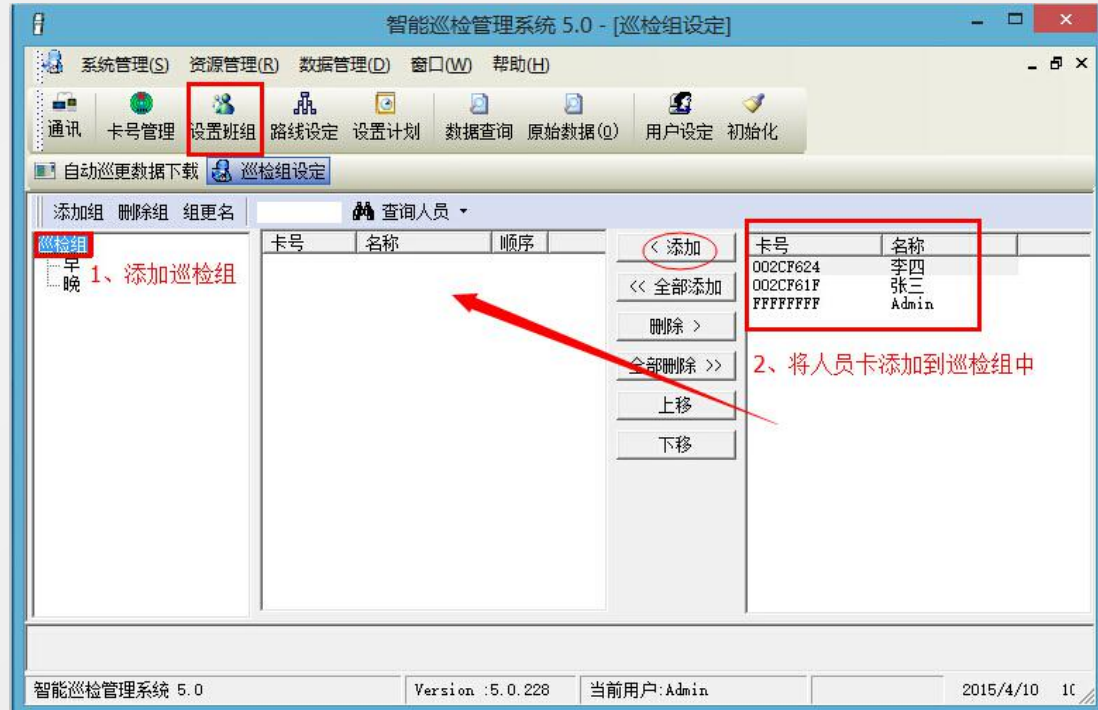 智能巡检管理系统 5.0 - [巡检组设定]
系统管理(S) 资源管理(R) 数据管理(D) 窗口(W) 帮助(H)
通讯 卡号管理 设置班组 路线设定 设置计划 数据查询 原始数据(O) 用户设定 初始化
自动巡更数据下载 巡检组设定
添加组 删除组 组更名 查询人员
巡检组
早
晚
1、添加巡检组
卡号 名称 顺序
< 添加
<< 全部添加
删除 >
全部删除 >>
上移
下移
卡号 名称
002CF624 李四
002CF61F 张三
FFFFFFFF Admin
2、将人员卡添加到巡检组中
智能巡检管理系统 5.0 Version :5.0.228 当前用户:Admin 2015/4/10